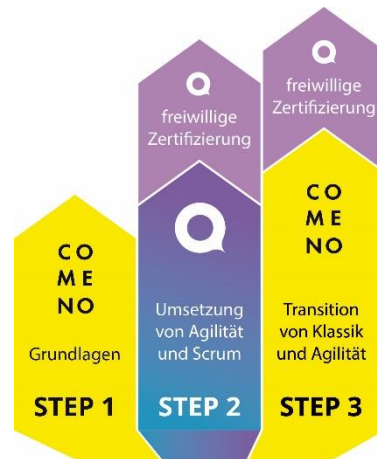 CO
ME
NO
Grundlagen
STEP 1
freiwillige
Zertifizierung
Umsetzung
von Agilität
und Scrum
STEP 2
freiwillige
Zertifizierung
CO
ME
NO
Transition
von Klassik
und Agilität
STEP 3